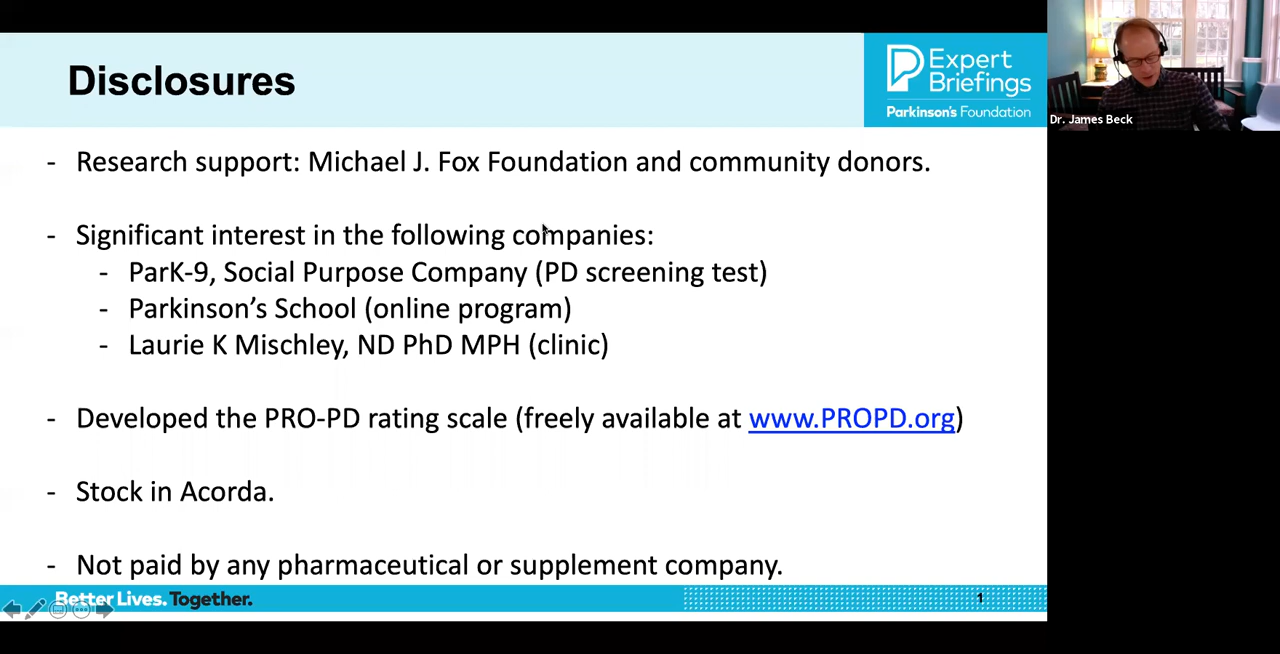 Disclosures
Expert
Briefings
Parkinson's Foundation
Dr. James Beck
- Research support: Michael J. Fox Foundation and community donors.
- Significant interest in the following companies:
- ParK-9, Social Purpose Company (PD screening test)
- Parkinson's School (online program)
- Laurie K Mischley, ND PhD MPH (clinic)
- Developed the PRO-PD rating scale (freely available at www.PROPD.org)
- Stock in Acorda.
- Not paid by any pharmaceutical or supplement company.
Better Lives. Together.
1